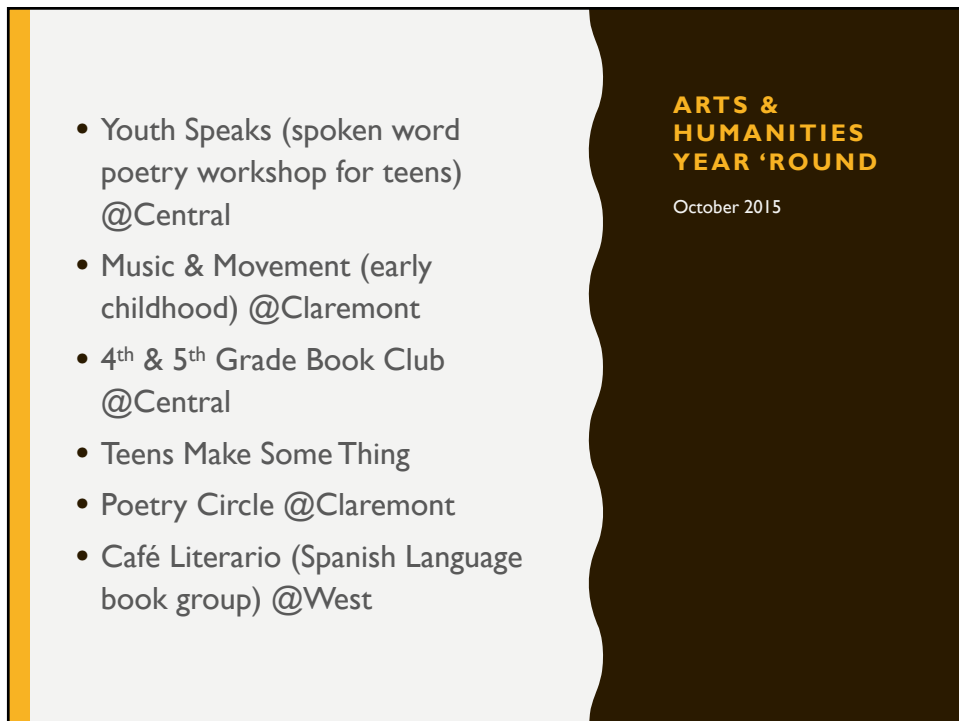 • Youth Speaks (spoken word
poetry workshop for teens)
@Central
• Music & Movement (early
childhood) @Claremont
• 4th & 5th Grade Book Club
@Central
• Teens Make Some Thing
• Poetry Circle @Claremont
• Café Literario (Spanish Language
book group) @West
ARTS &
HUMANITIES
YEAR ‘ROUND
October 2015